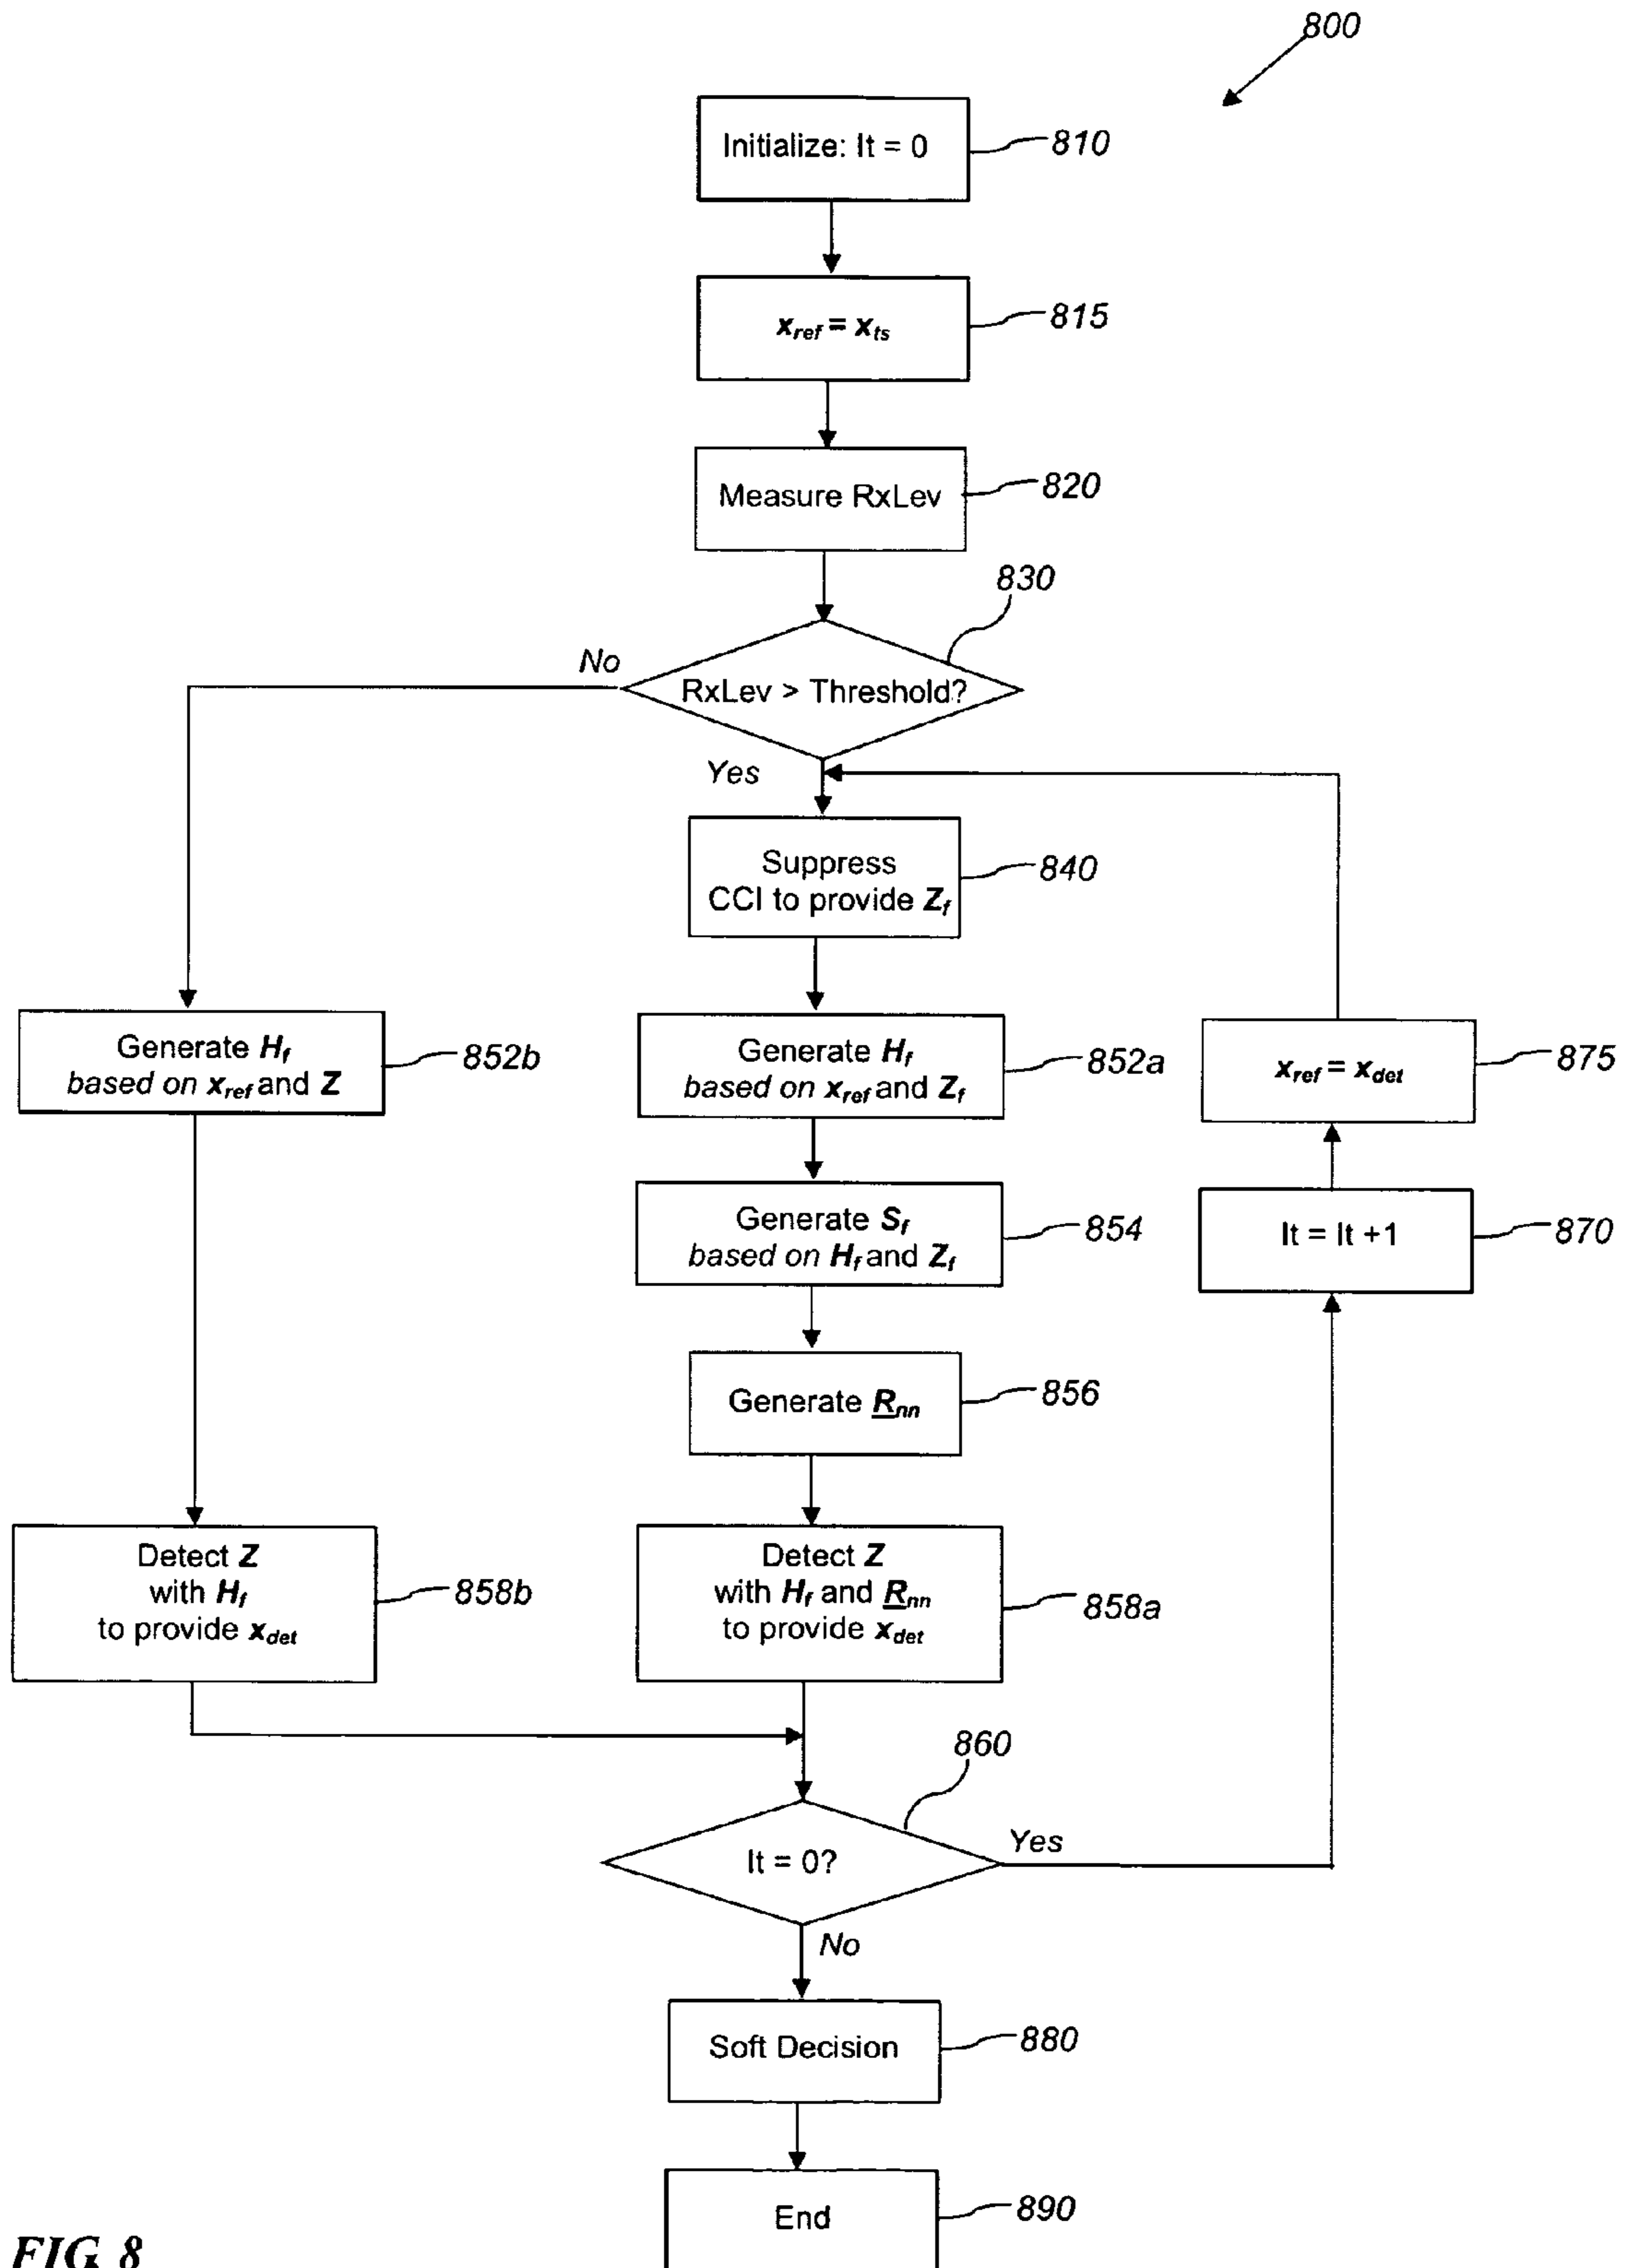 800
Initialize: It = 0
810
x_ref = x_ts
815
Measure RxLev
820
830
No
RxLev > Threshold?
Yes
Suppress
CCI to provide Z_f
840
Generate H_f
based on x_ref and Z
852b
Generate H_f
based on x_ref and Z_f
852a
x_ref = x_det
875
Generate S_f
based on H_f and Z_f
854
It = It +1
870
Generate R_nn
856
Detect Z
with H_f
to provide x_det
858b
Detect Z
with H_f and R_nn
to provide x_det
858a
860
It = 0?
Yes
No
Soft Decision
880
End
890
FIG. 8